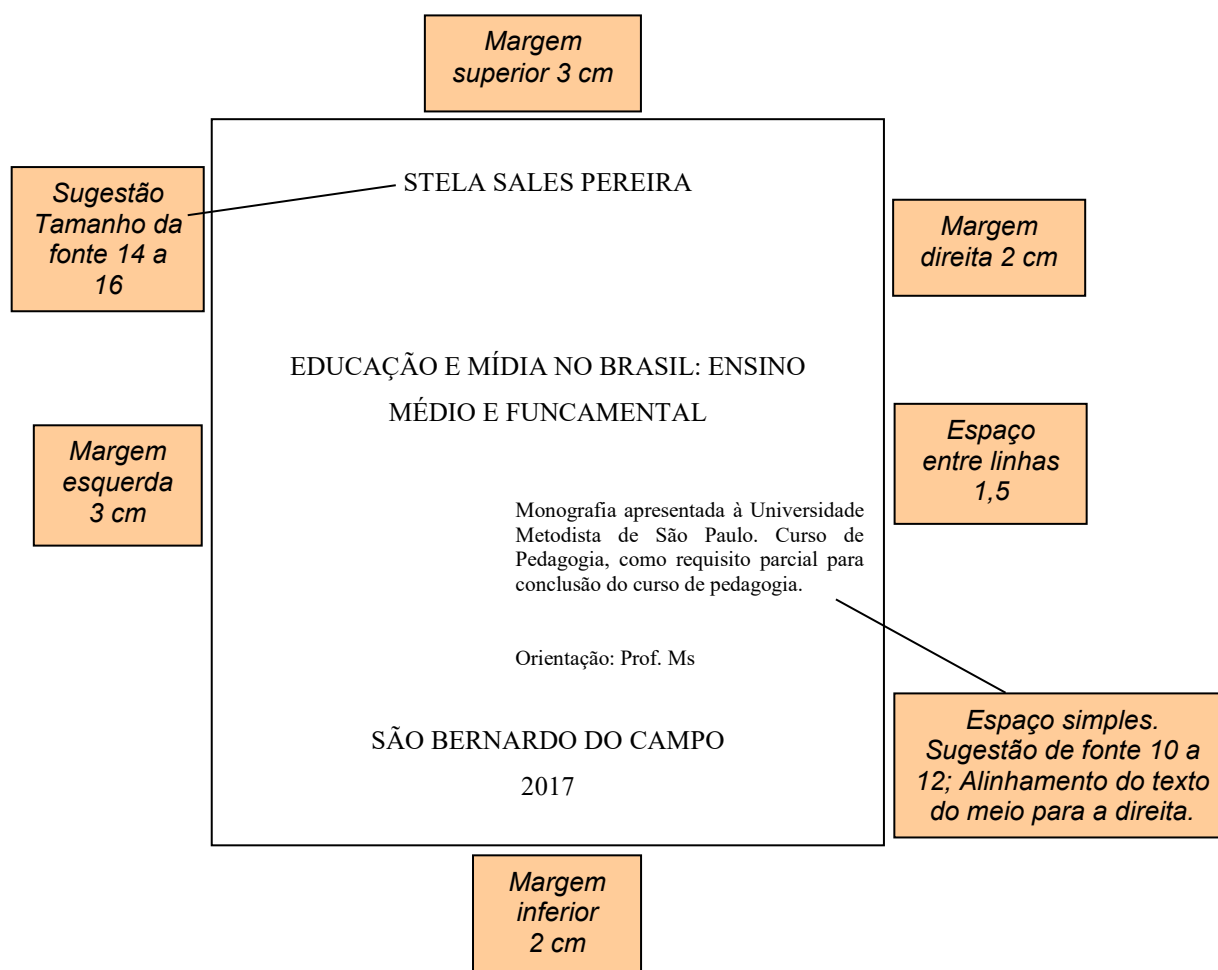 Margem
superior 3 cm
STELA SALES PEREIRA
Sugestão
Tamanho da
fonte 14 a
16
Margem
direita 2 cm
EDUCAÇÃO E MÍDIA NO BRASIL: ENSINO
MÉDIO E FUNCAMENTAL
Margem
esquerda
3 cm
Espaço
entre linhas
1,5
Monografia apresentada à Universidade
Metodista de São Paulo. Curso de
Pedagogia, como requisito parcial para
conclusão do curso de pedagogia.
Orientação: Prof. Ms
Espaço simples.
Sugestão de fonte 10 a
12; Alinhamento do texto
do meio para a direita.
SÃO BERNARDO DO CAMPO
2017
Margem
inferior
2 cm